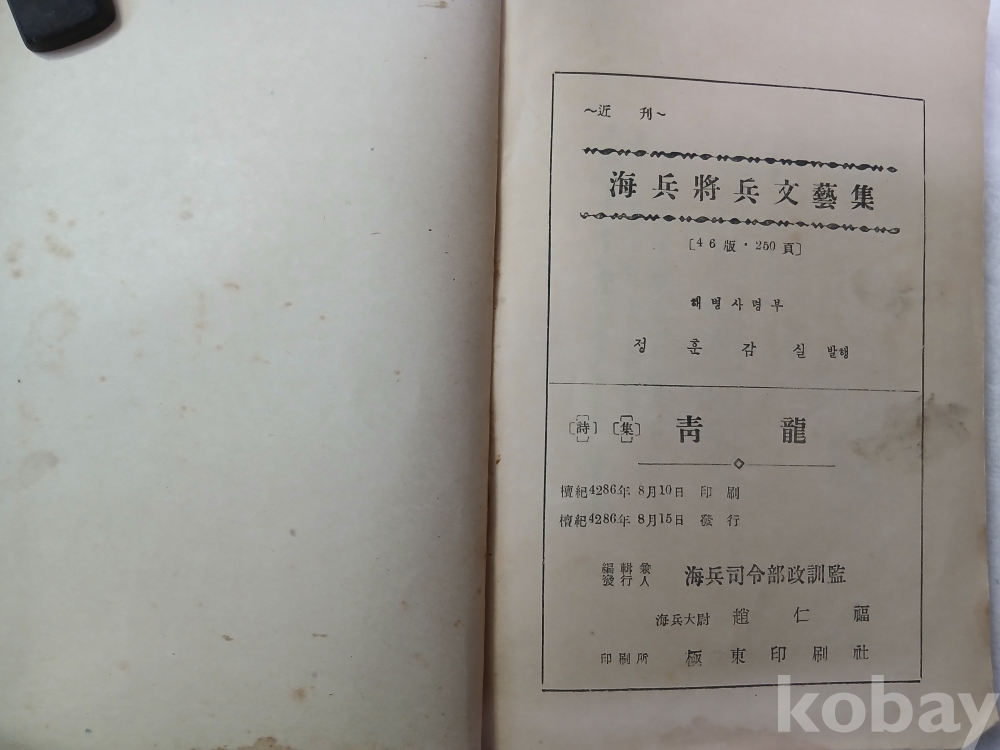 ~近 刊~
海兵將兵文藝集
[46版・250頁]
해병사령부
정훈감실 발행
[詩] [集] 靑龍
檀紀4286年 8月10日 印刷
檀紀4286年 8月15日 發行
編輯兼
發行人 海兵司令部政訓監
海兵大尉 趙仁福
印刷所 極東印刷社
kobay